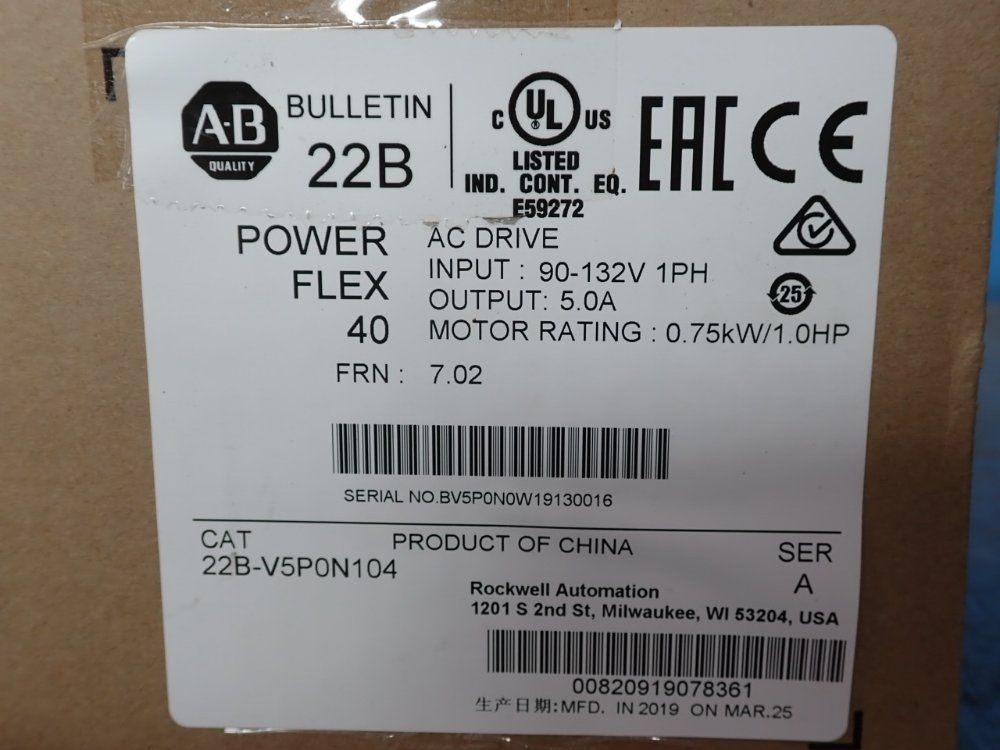 A-B
QUALITY
BULLETIN
22B
C UL US
LISTED
IND. CONT. EQ.
E59272
EAC CE
POWER
FLEX
40
AC DRIVE
INPUT : 90-132V 1PH
OUTPUT: 5.0A
MOTOR RATING : 0.75kW/1.0HP
25
FRN : 7.02
SERIAL NO.BV5P0N0W19130016
CAT
22B-V5P0N104
PRODUCT OF CHINA
SER
A
Rockwell Automation
1201 S 2nd St, Milwaukee, WI 53204, USA
00820919078361
生产日期:MFD. IN 2019 ON MAR.25